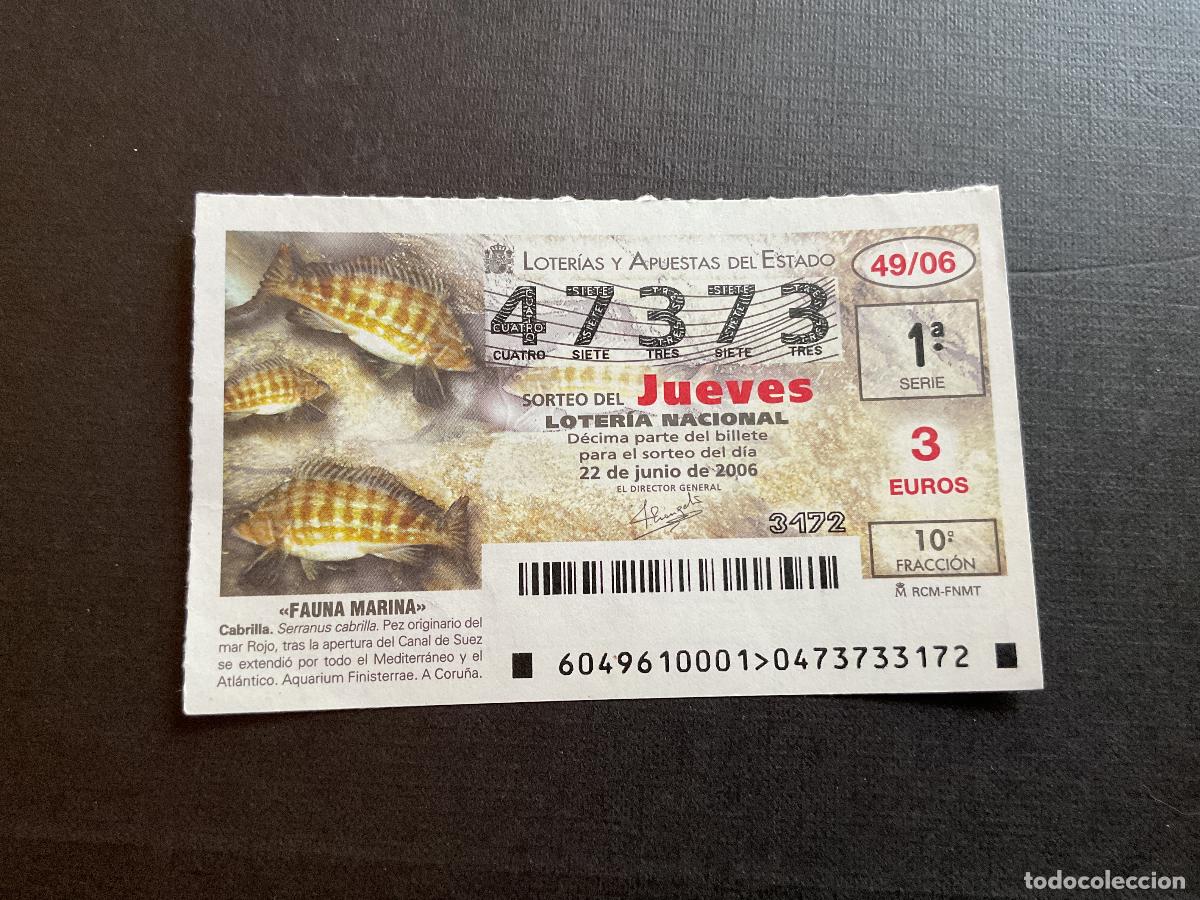 LOTERÍAS Y APUESTAS DEL ESTADO
49/06
47373
CUATRO SIETE TRES SIETE TRES
1ª
SERIE
SORTEO DEL Jueves
LOTERÍA NACIONAL
Décima parte del billete
para el sorteo del día
22 de junio de 2006
EL DIRECTOR GENERAL
3
EUROS
3172
10ª
FRACCIÓN
RCM-FNMT
«FAUNA MARINA»
Cabrilla. Serranus cabrilla. Pez originario del
mar Rojo, tras la apertura del Canal de Suez
se extendió por todo el Mediterráneo y el
Atlántico. Aquarium Finisterrae. A Coruña.
6049610001>0473733172
todocoleccion